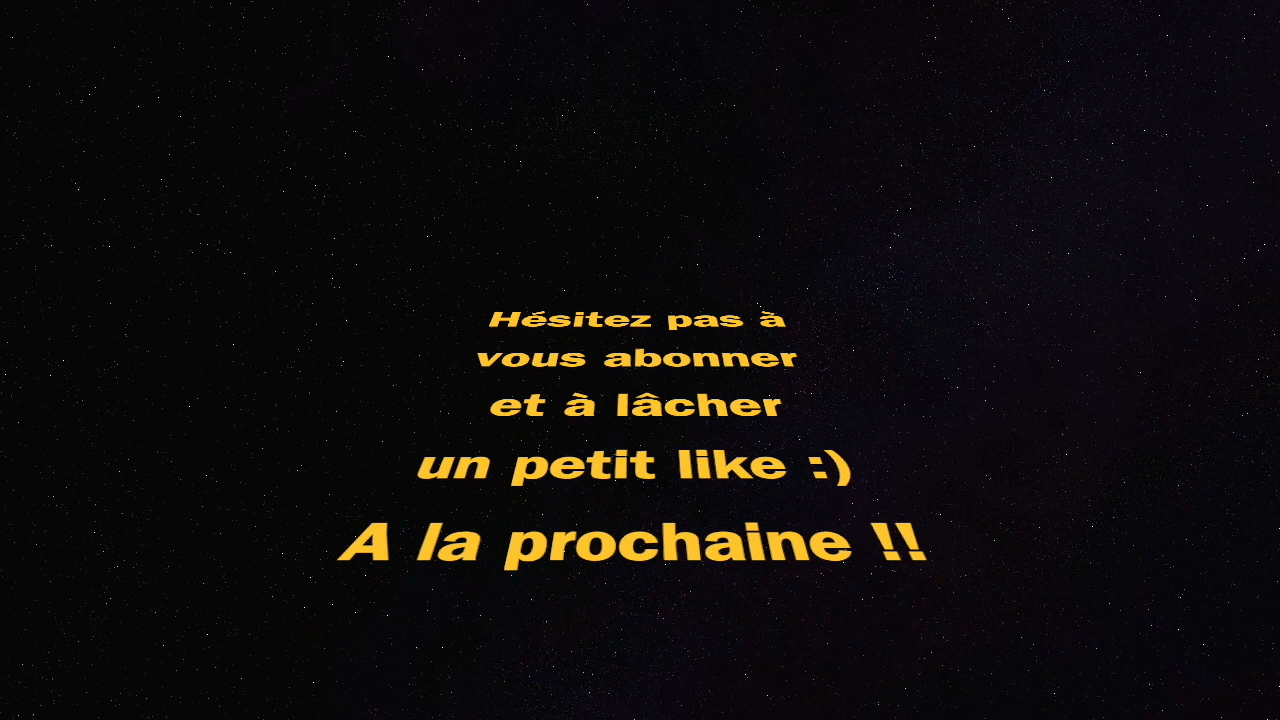 Hésitez pas à
vous abonner
et à lâcher
un petit like :)
A la prochaine !!